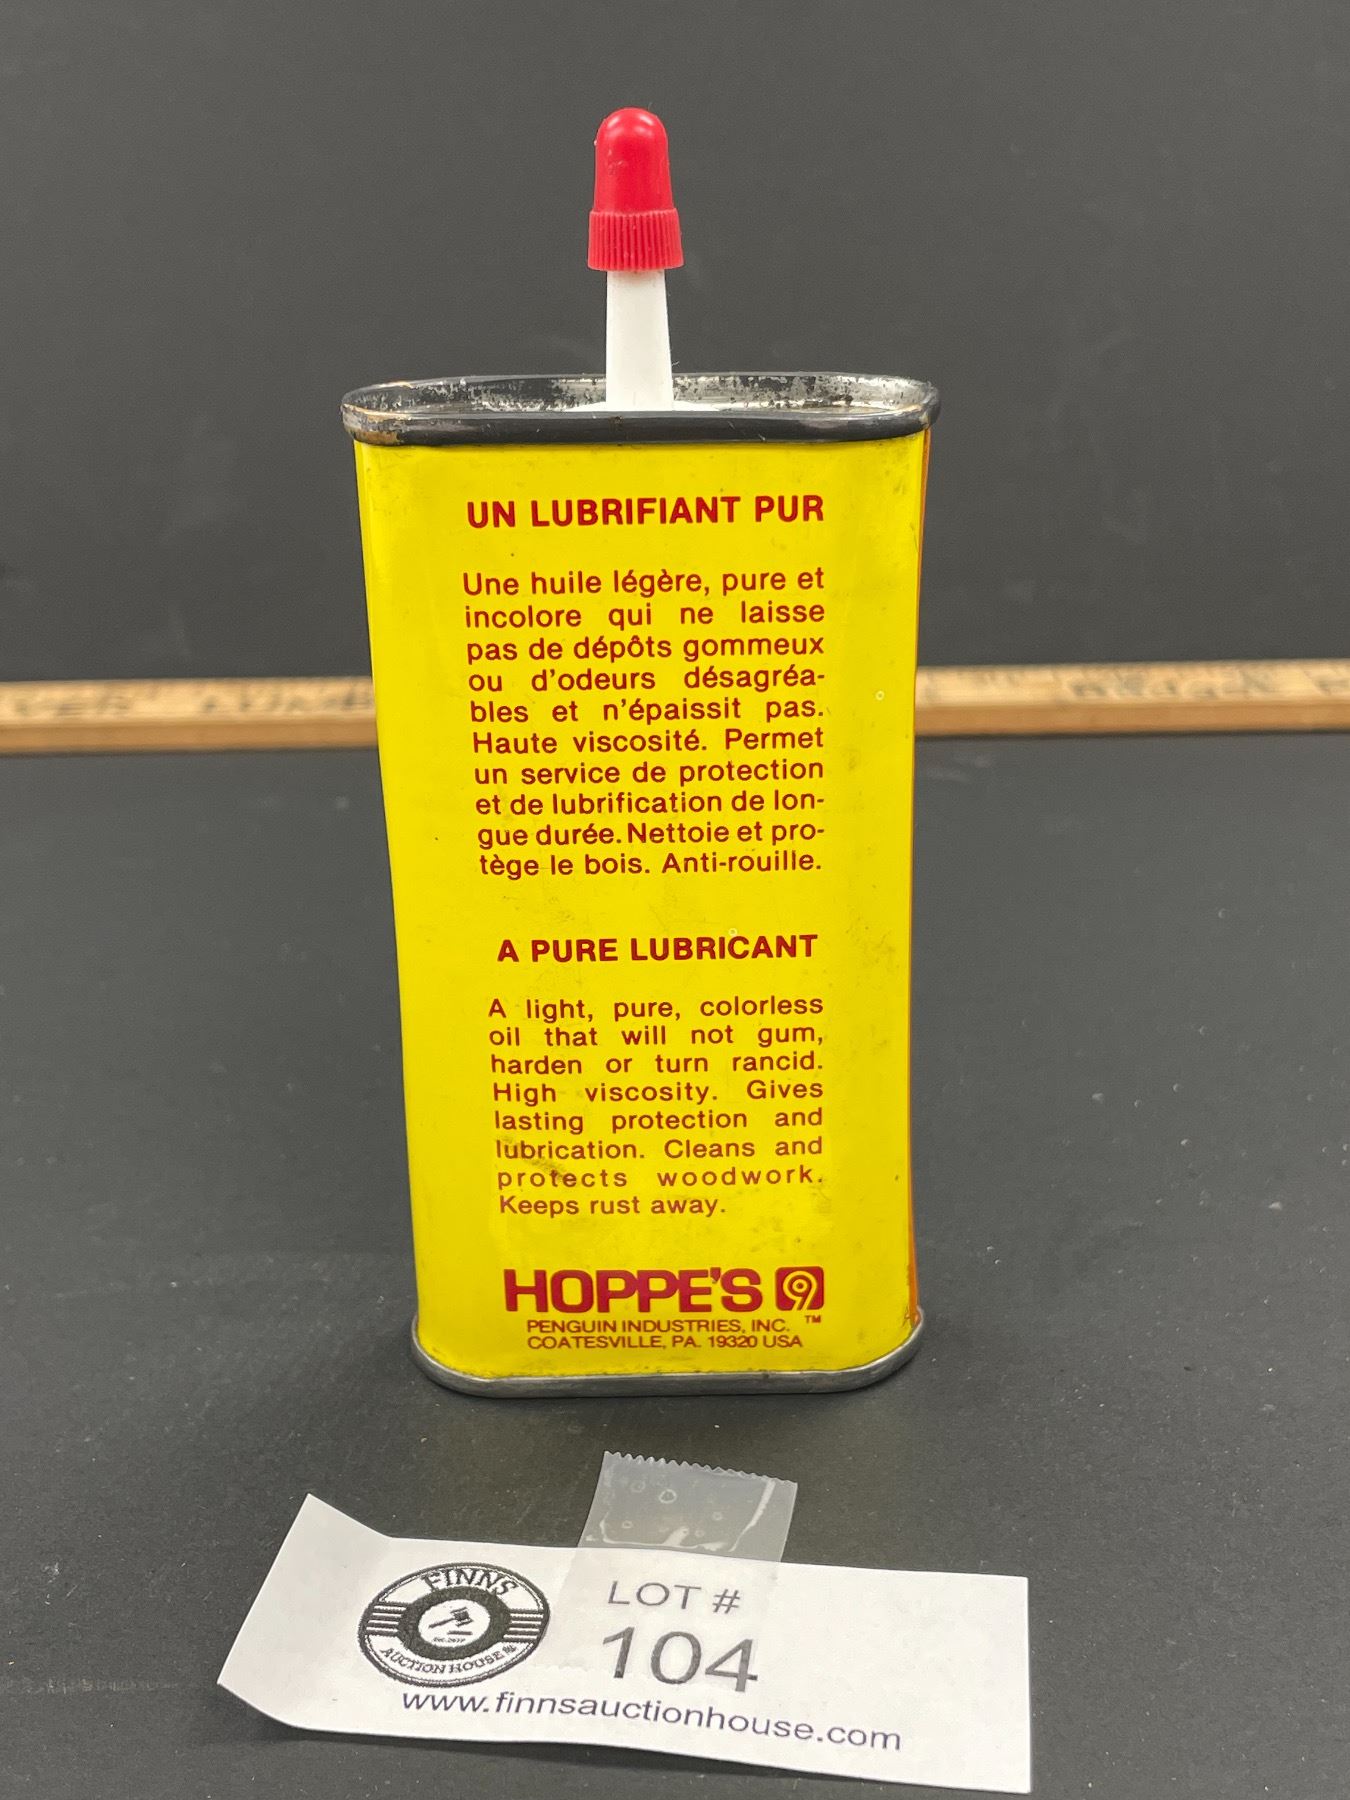 UN LUBRIFIANT PUR
Une huile légère, pure et
incolore qui ne laisse
pas de dépôts gommeux
ou d'odeurs désagréa-
bles et n'épaissit pas.
Haute viscosité. Permet
un service de protection
et de lubrification de lon-
gue durée. Nettoie et pro-
tège le bois. Anti-rouille.
A PURE LUBRICANT
A light, pure, colorless
oil that will not gum,
harden or turn rancid.
High viscosity. Gives
lasting protection and
lubrication. Cleans and
protects woodwork.
Keeps rust away.
HOPPE'S 9 ™
PENGUIN INDUSTRIES, INC.
COATESVILLE, PA. 19320 USA
FINNS
AUCTION HOUSE
LOT #
104
www.finnsauctionhouse.com